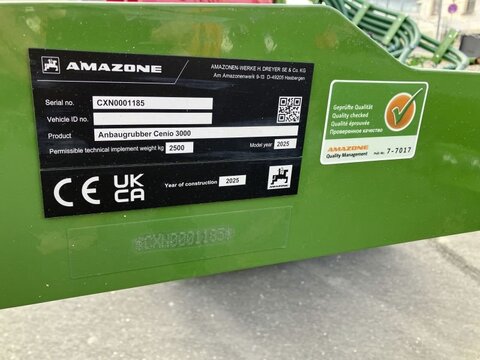 AMAZONE
AMAZONEN-WERKE H. DREYER SE & Co. KG
Am Amazonenwerk 9-13 D-49205 Hasbergen
Serial no. CXN0001185
Vehicle ID no.
Product Anbaugrubber Cenio 3000
Permissible technical implement weight kg 2500 Model year 2025
CE UK CA Year of construction 2025
*CXN0001185*
Geprüfte Qualität
Quality checked
Qualité éprouvée
Проверенное качество
AMAZONE
Quality Management 7-7017